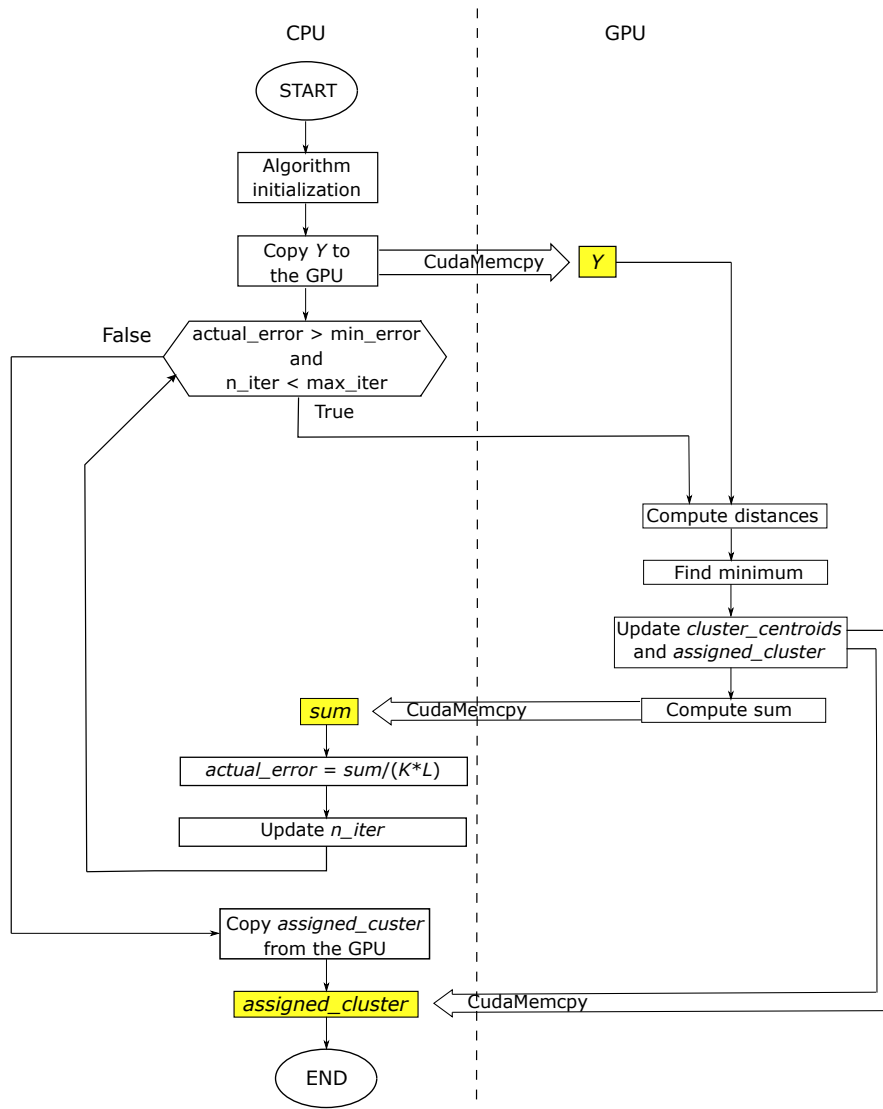 CPU
GPU
START
Algorithm
initialization
Copy Y to
the GPU
CudaMemcpy
Y
False
actual_error > min_error
and
n_iter < max_iter
True
Compute distances
Find minimum
Update cluster_centroids
and assigned_cluster
sum
CudaMemcpy
Compute sum
actual_error = sum/(K*L)
Update n_iter
Copy assigned_custer
from the GPU
assigned_cluster
CudaMemcpy
END